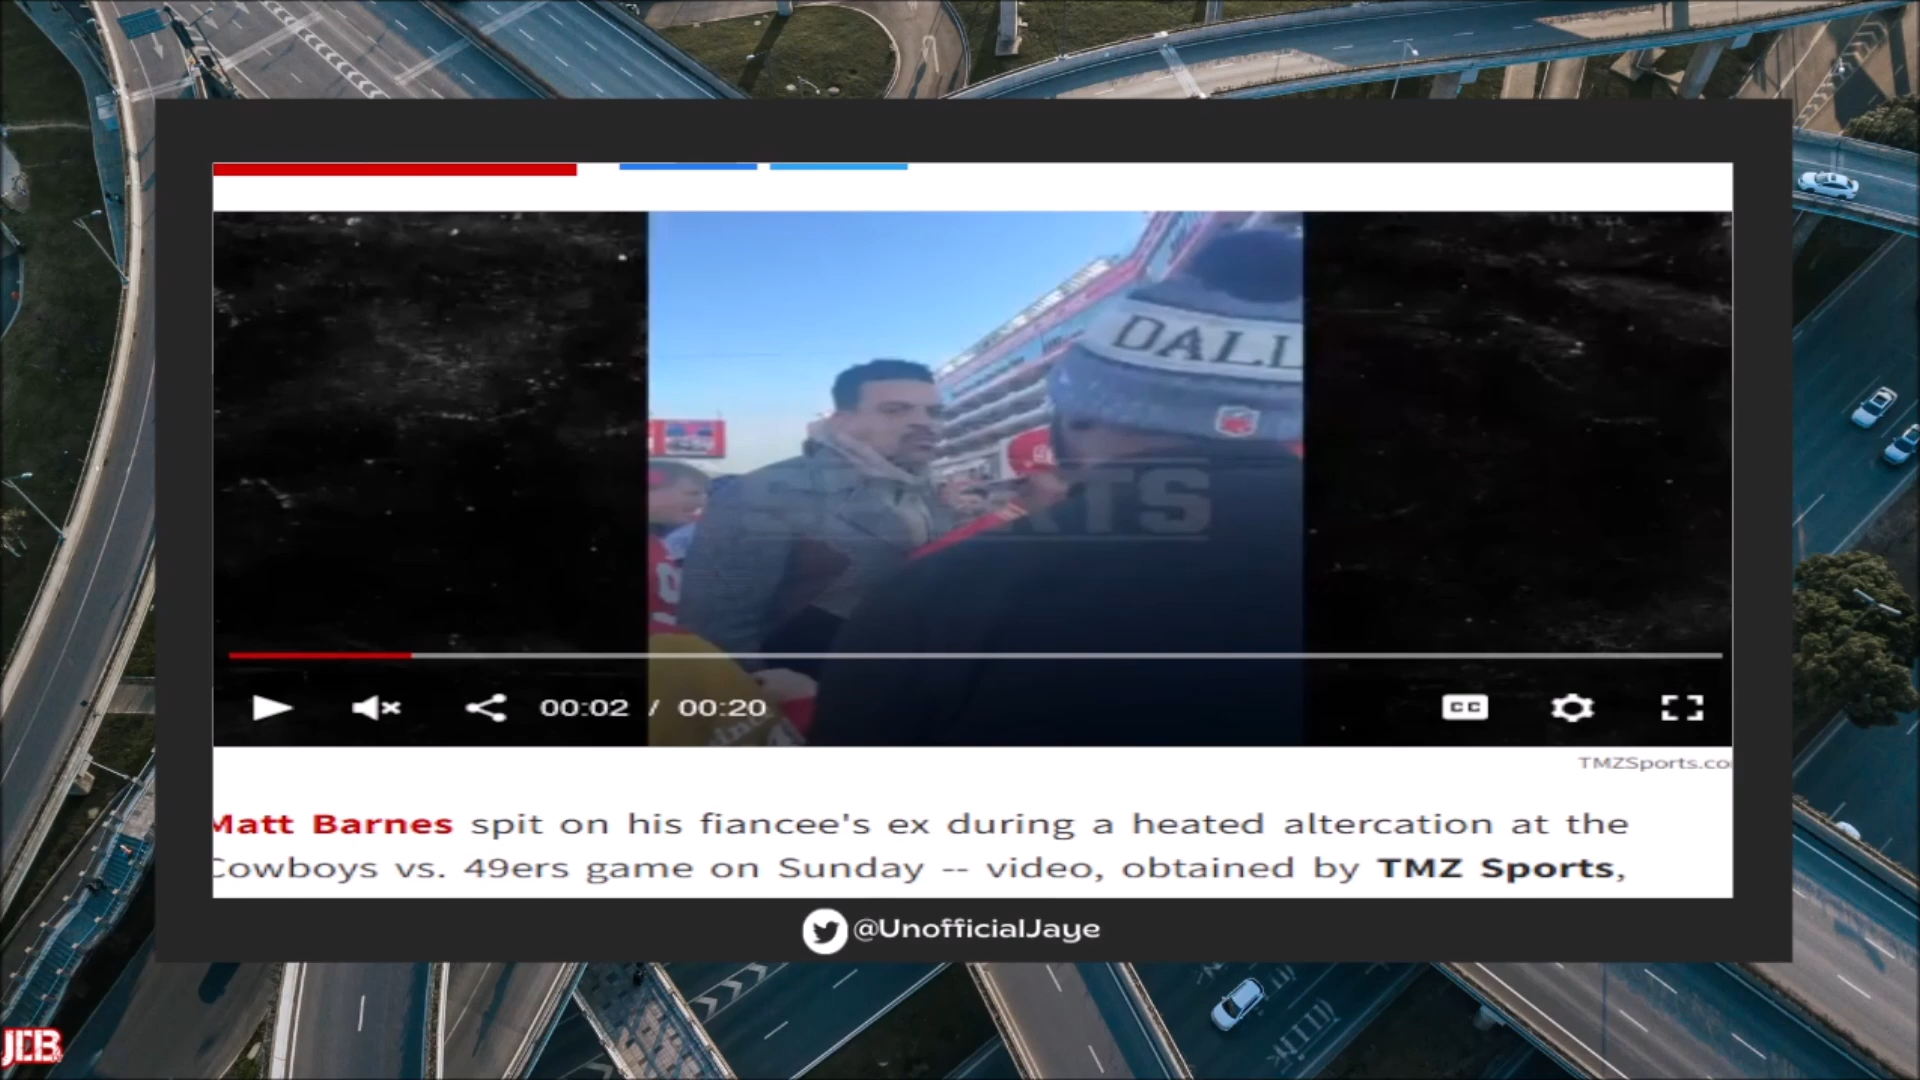 DALL
SPORTS
00:02 / 00:20
CC
TMZSports.co
Matt Barnes spit on his fiancee's ex during a heated altercation at the
Cowboys vs. 49ers game on Sunday -- video, obtained by TMZ Sports,
@UnofficialJaye
JEB